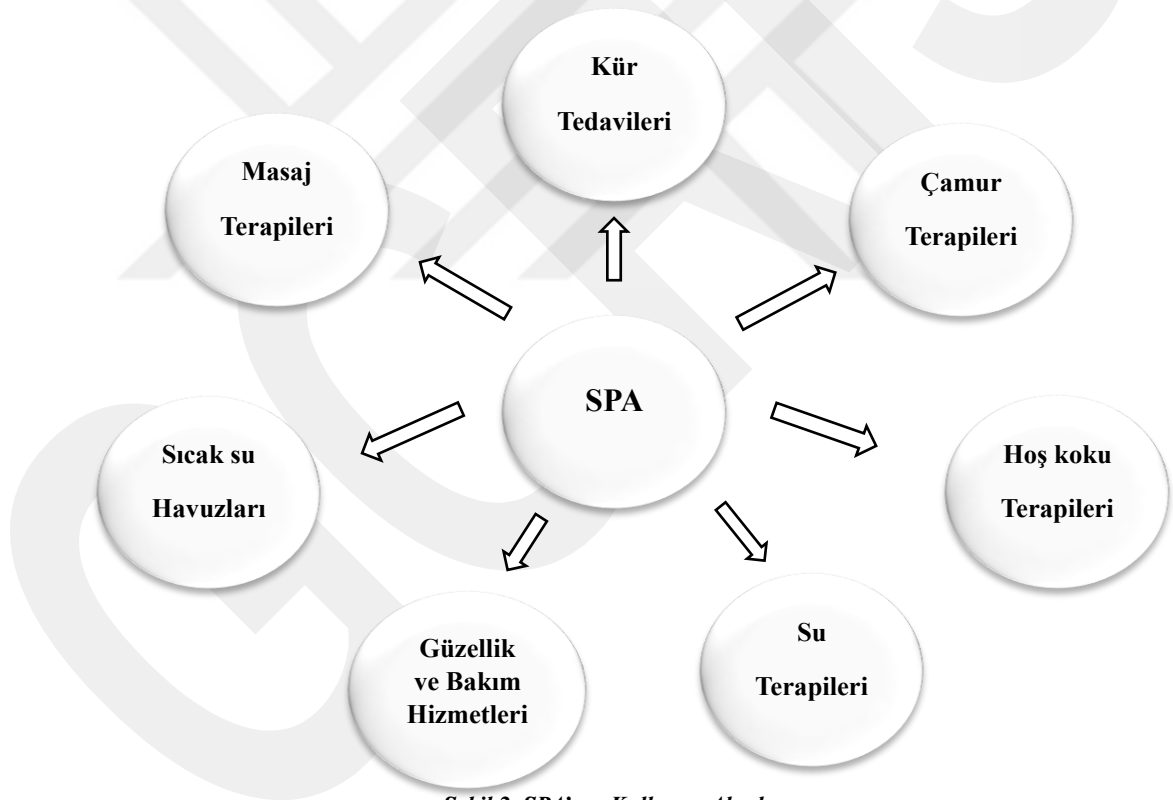 Kür
Tedavileri
Masaj
Terapileri
Çamur
Terapileri
SPA
Sıcak su
Havuzları
Hoş koku
Terapileri
Güzellik
ve Bakım
Hizmetleri
Su
Terapileri